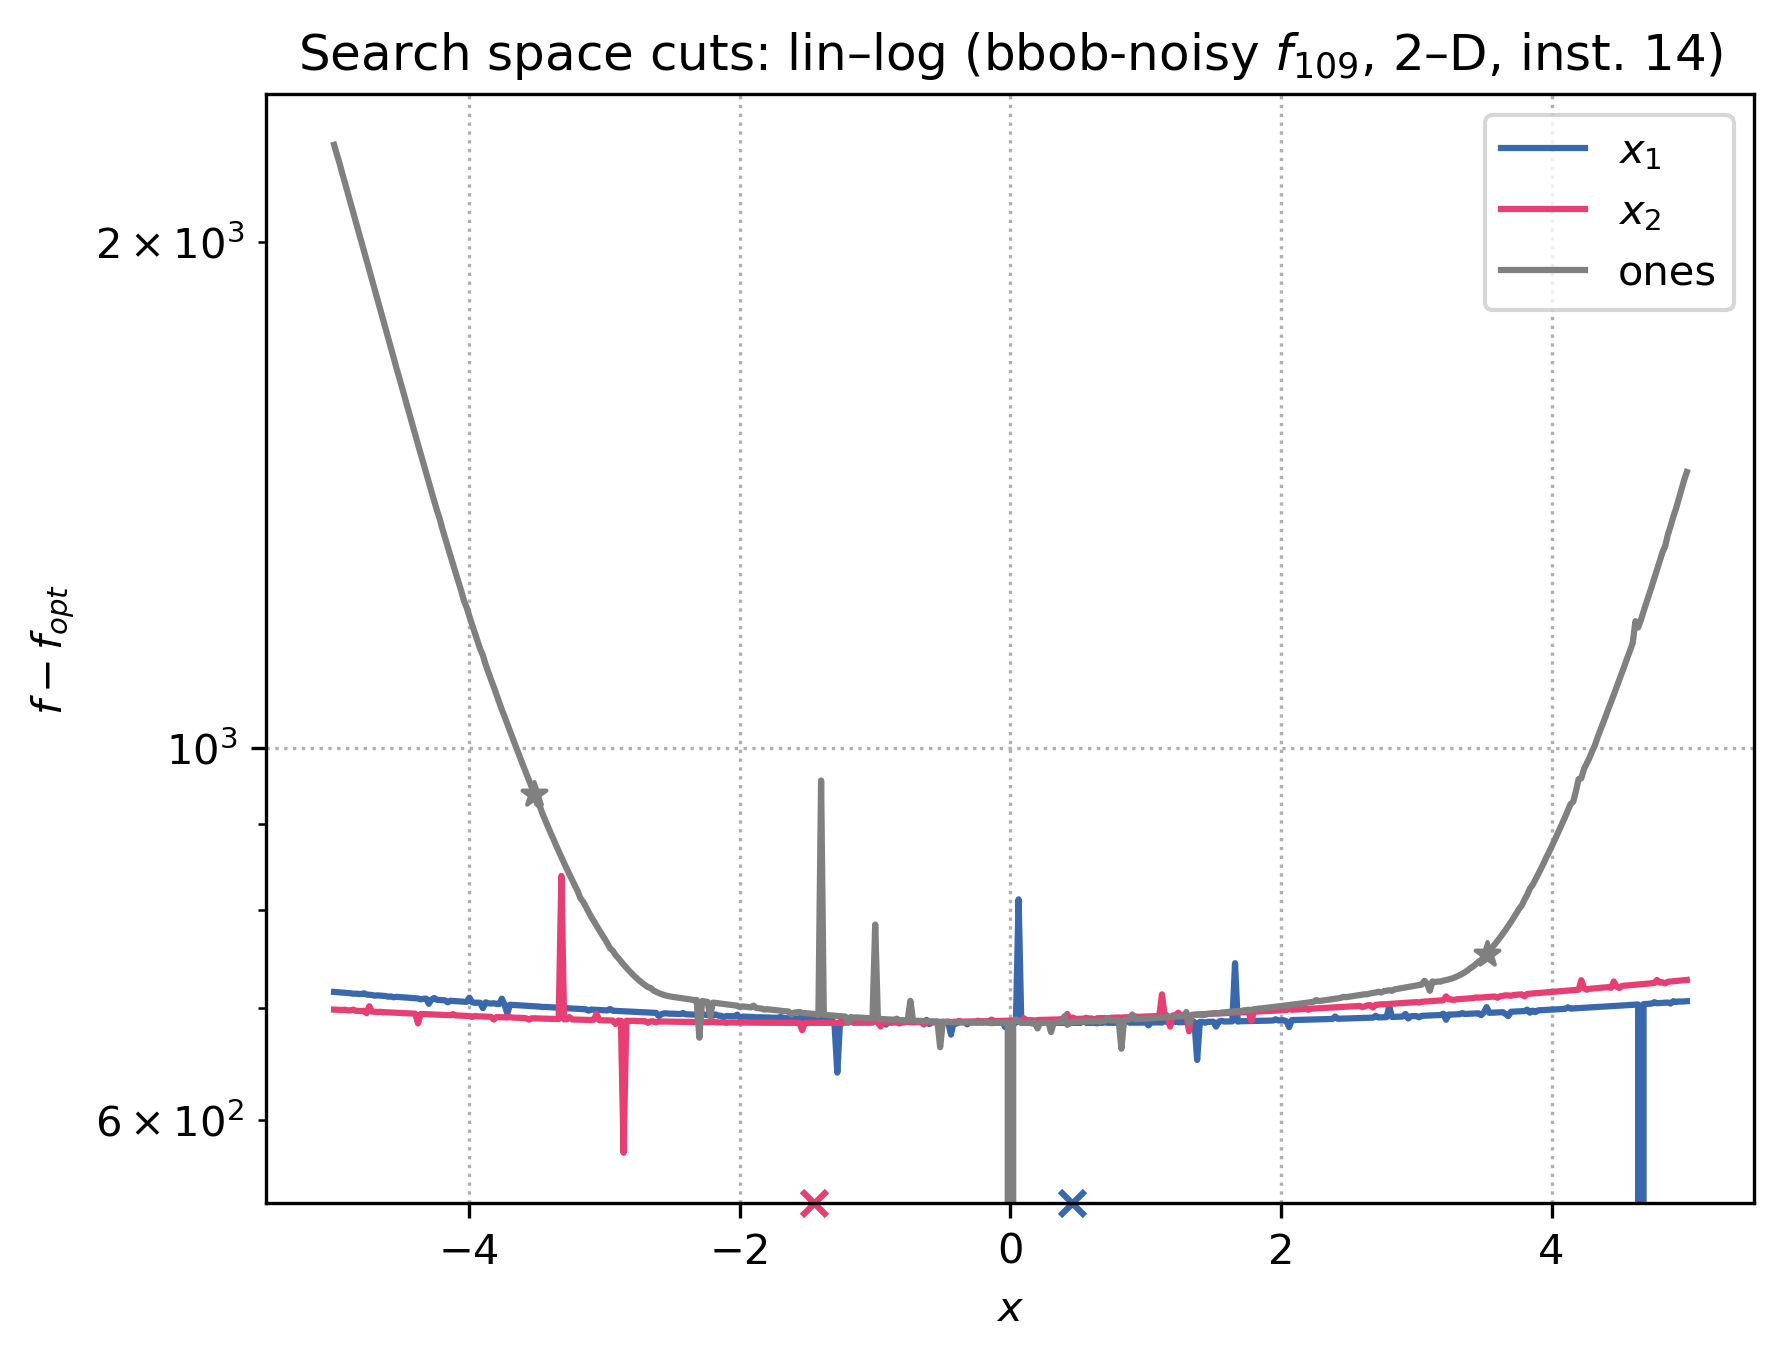 Search space cuts: lin–log (bbob-noisy f₁₀₉, 2–D, inst. 14)
x₁
x₂
ones
2 × 10³
10³
6 × 10²
f − f_opt
−4 −2 0 2 4
x